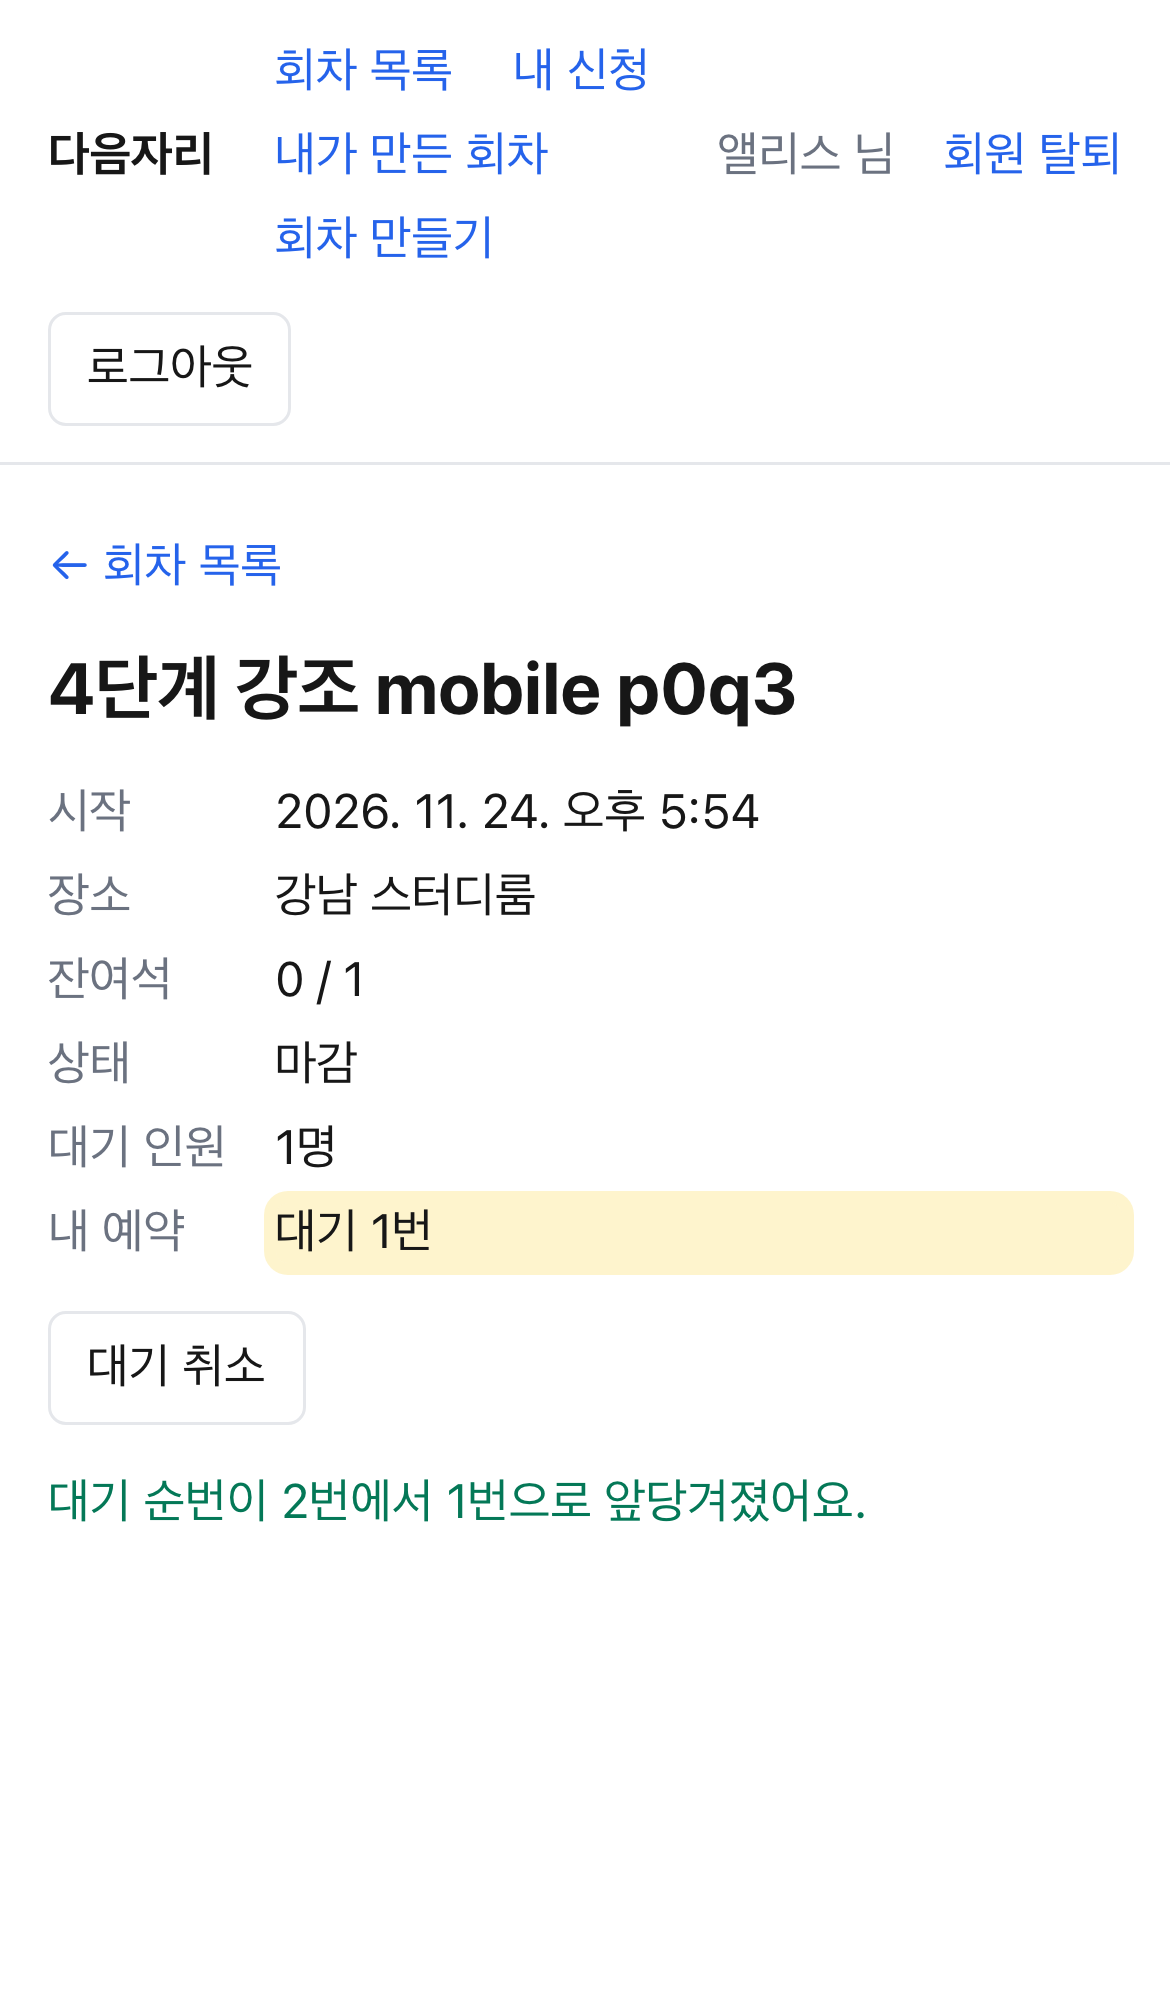 회차 목록 내 신청
다음자리 내가 만든 회차 앨리스 님 회원 탈퇴
회차 만들기
로그아웃
← 회차 목록
4단계 강조 mobile p0q3
시작 2026. 11. 24. 오후 5:54
장소 강남 스터디룸
잔여석 0 / 1
상태 마감
대기 인원 1명
내 예약 대기 1번
대기 취소
대기 순번이 2번에서 1번으로 앞당겨졌어요.